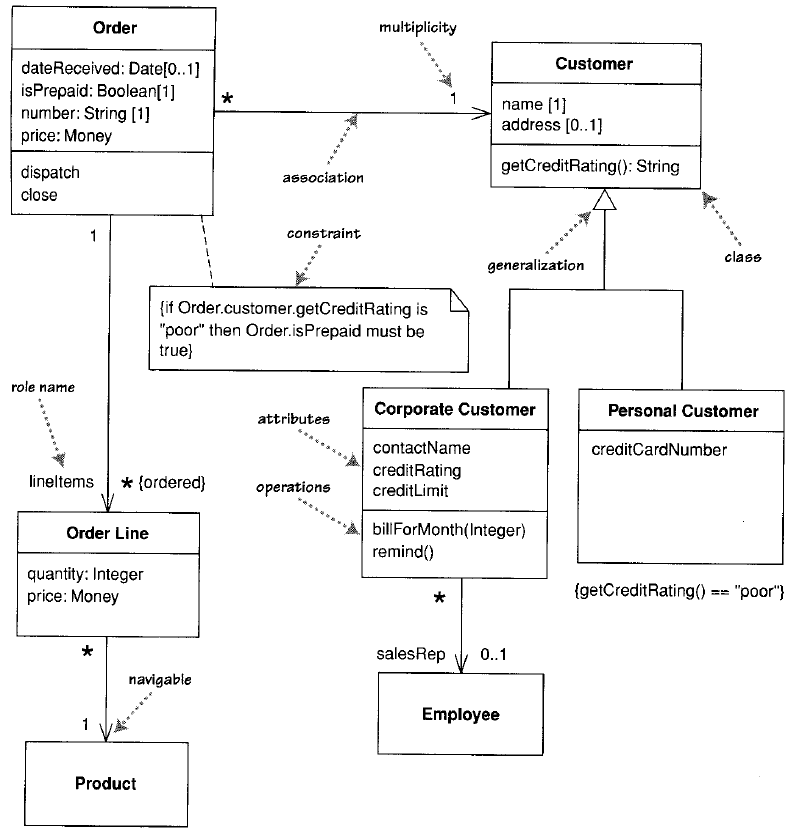 Order
dateReceived: Date[0..1]
isPrepaid: Boolean[1]
number: String [1]
price: Money
dispatch
close
multiplicity
*
1
association
Customer
name [1]
address [0..1]
getCreditRating(): String
class
generalization
1
constraint
{if Order.customer.getCreditRating is
"poor" then Order.isPrepaid must be
true}
role name
lineItems
* {ordered}
Order Line
quantity: Integer
price: Money
*
navigable
1
Product
attributes
operations
Corporate Customer
contactName
creditRating
creditLimit
billForMonth(Integer)
remind()
*
salesRep 0..1
Employee
Personal Customer
creditCardNumber
{getCreditRating() == "poor"}